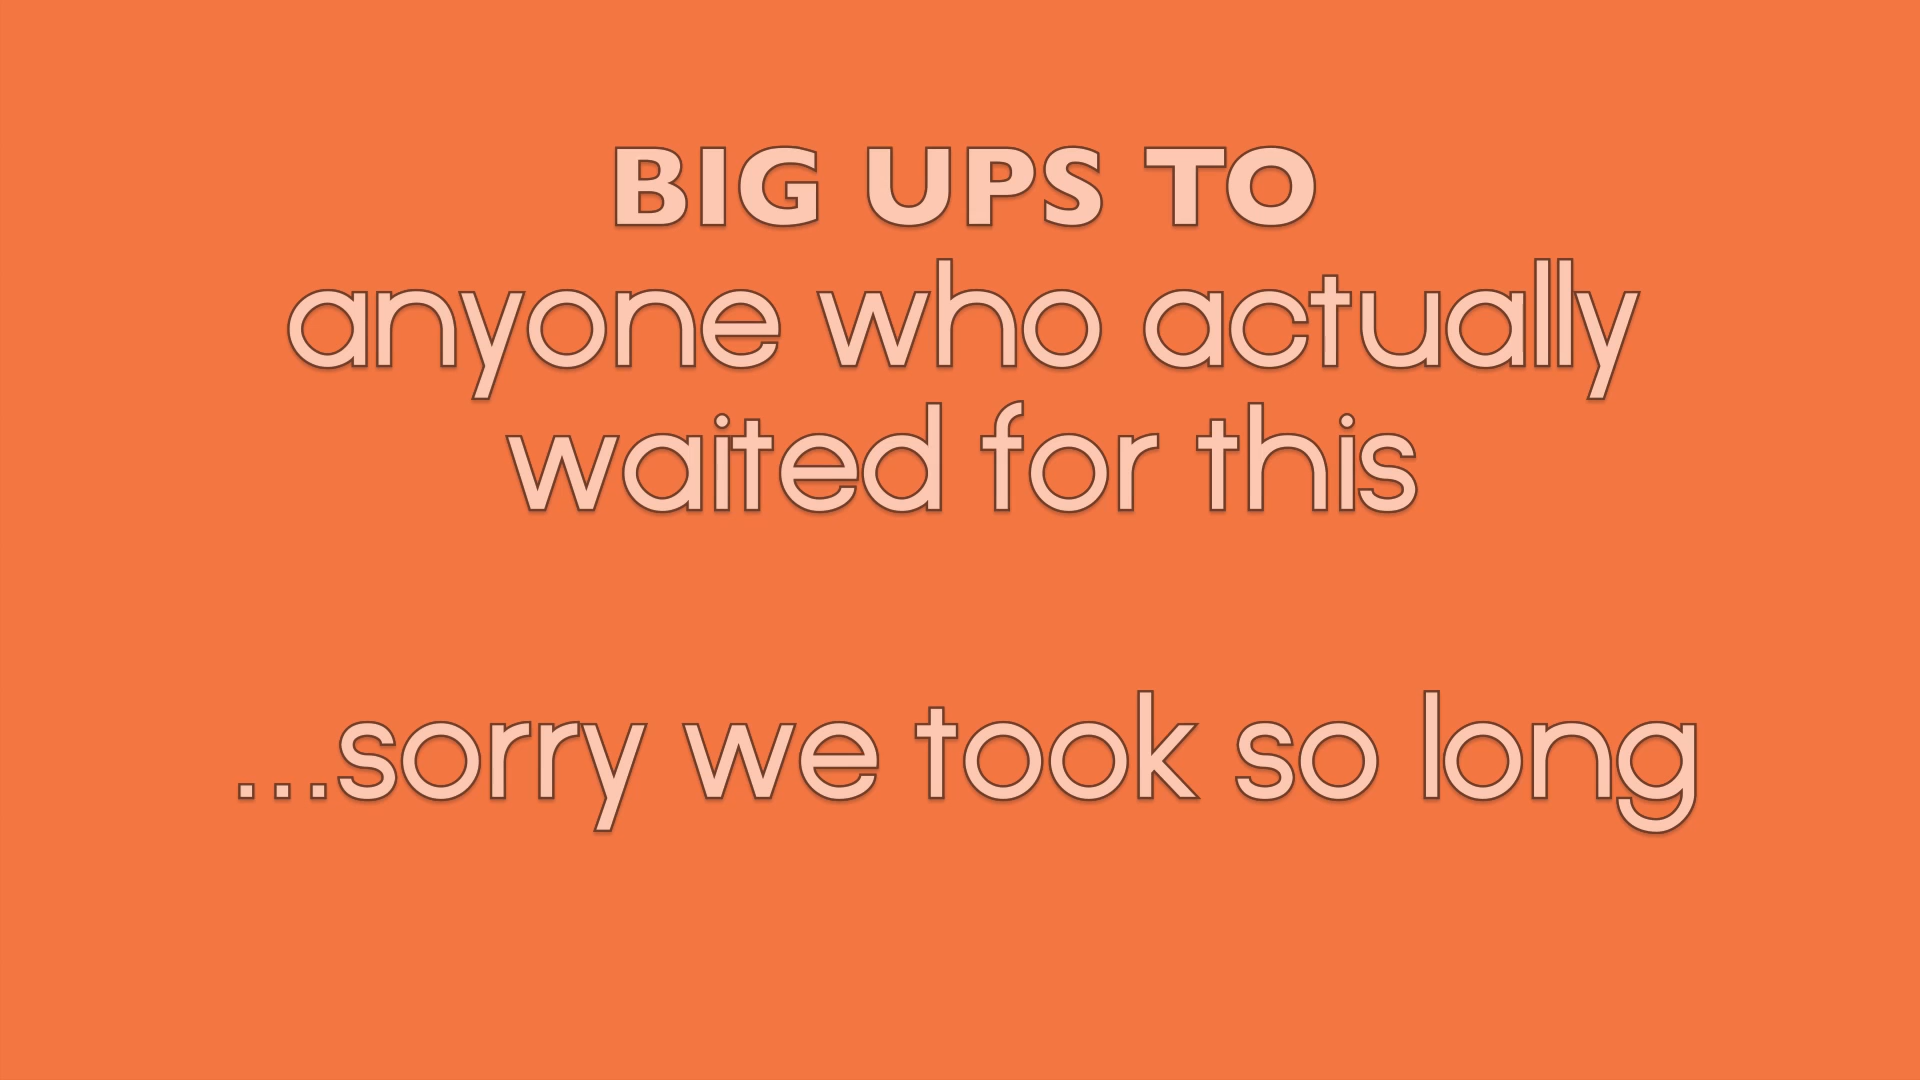 BIG UPS TO
anyone who actually
waited for this
...sorry we took so long